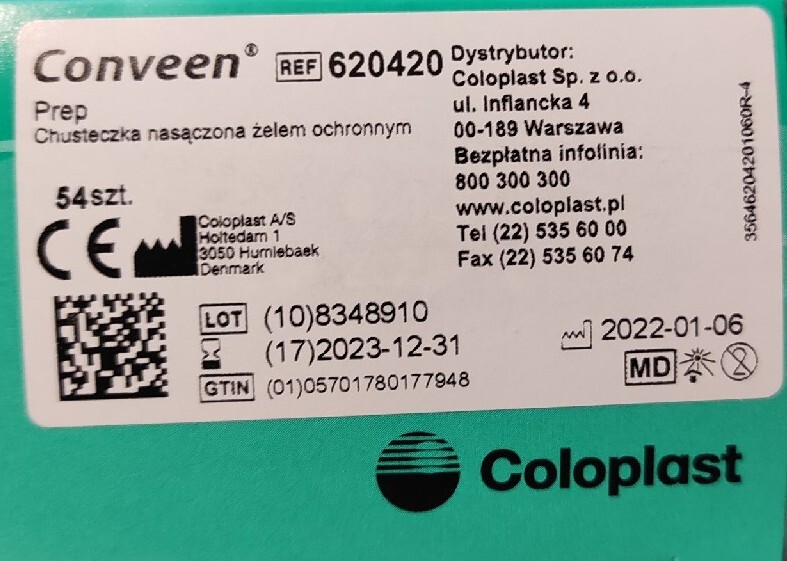 Conveen® REF 620420
Prep
Chusteczka nasączona żelem ochronnym
54szt.
CE
Coloplast A/S
Holtedam 1
3050 Humlebaek
Denmark
Dystrybutor:
Coloplast Sp. z o.o.
ul. Inflancka 4
00-189 Warszawa
Bezpłatna infolinia:
800 300 300
www.coloplast.pl
Tel (22) 535 60 00
Fax (22) 535 60 74
35646204201060R-4
LOT (10)8348910
(17)2023-12-31
GTIN (01)05701780177948
2022-01-06
MD
2
Coloplast